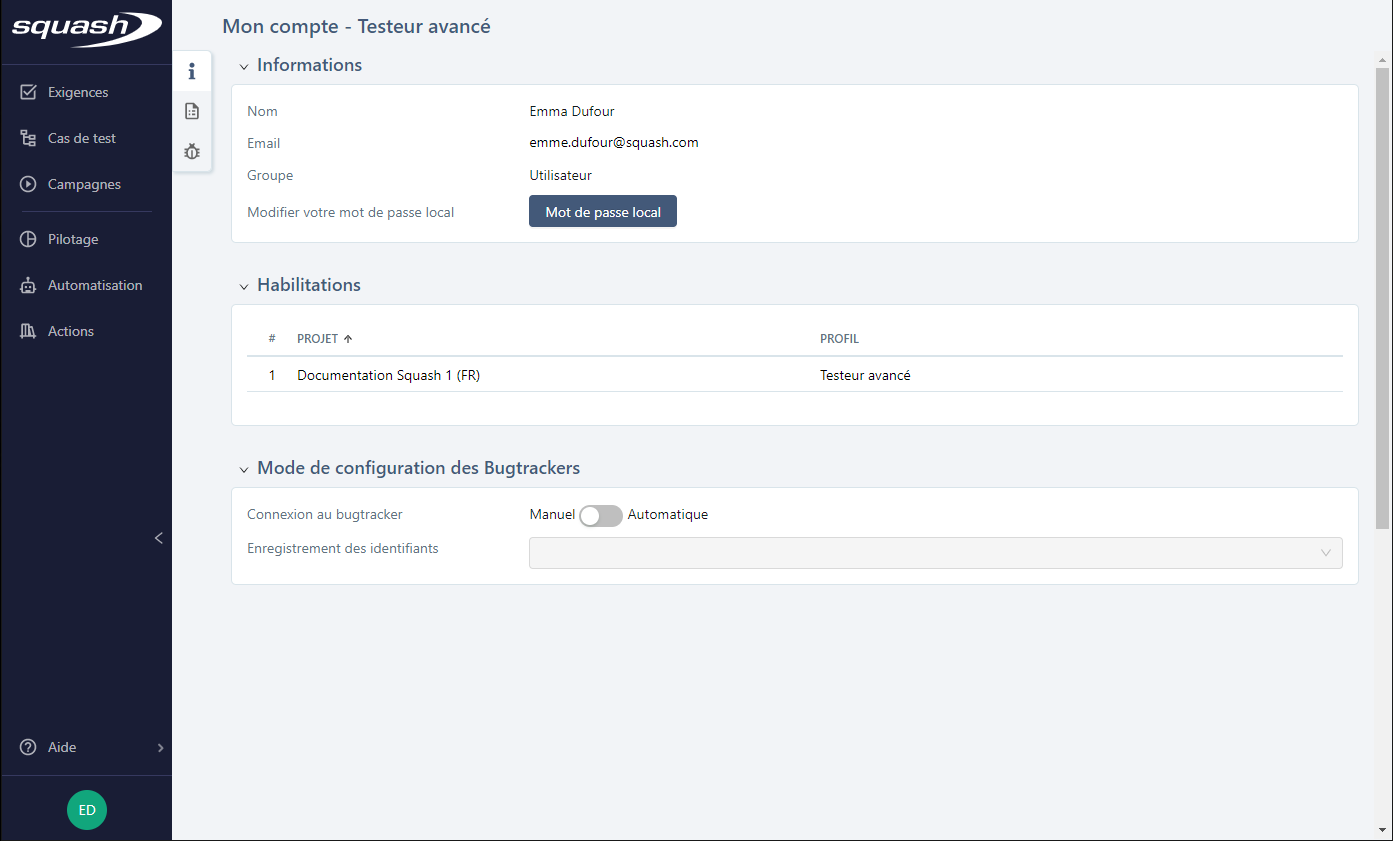 squash
Exigences
Cas de test
Campagnes
Pilotage
Automatisation
Actions
Aide
ED
Mon compte - Testeur avancé
Informations
Nom Emma Dufour
Email emme.dufour@squash.com
Groupe Utilisateur
Modifier votre mot de passe local Mot de passe local
Habilitations
# PROJET PROFIL
1 Documentation Squash 1 (FR) Testeur avancé
Mode de configuration des Bugtrackers
Connexion au bugtracker Manuel Automatique
Enregistrement des identifiants